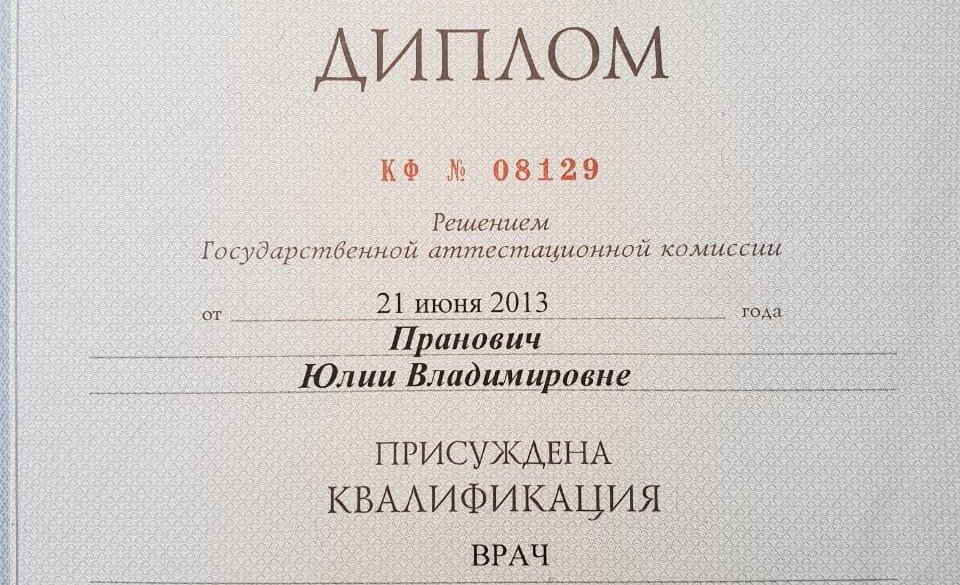 ДИПЛОМ
КФ № 08129
Решением
Государственной аттестационной комиссии
от 21 июня 2013 года
Пранович
Юлии Владимировне
ПРИСУЖДЕНА
КВАЛИФИКАЦИЯ
ВРАЧ